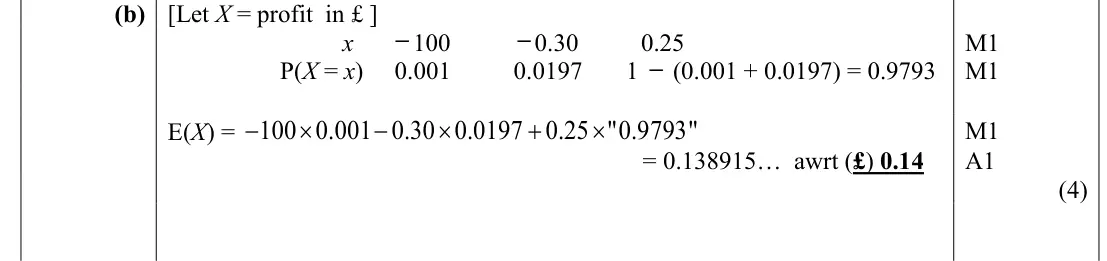 (b) [Let X = profit in £ ]
x −100 −0.30 0.25 M1
P(X = x) 0.001 0.0197 1 − (0.001 + 0.0197) = 0.9793 M1
E(X) = −100×0.001−0.30×0.0197+0.25×"0.9793" M1
= 0.138915… awrt (£) 0.14 A1
(4)